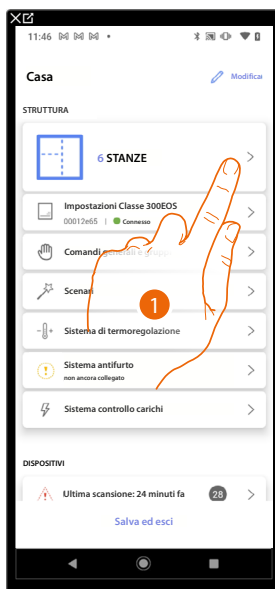 11:46
Casa
Modificar
STRUTTURA
6 STANZE
Impostazioni Classe 300EOS
00012e65 | Connesso
Comandi generali e
Scenari
1
Sistema di termoregolazione
Sistema antifurto
non ancora collegato
Sistema controllo carichi
DISPOSITIVI
Ultima scansione: 24 minuti fa
28
Salva ed esci